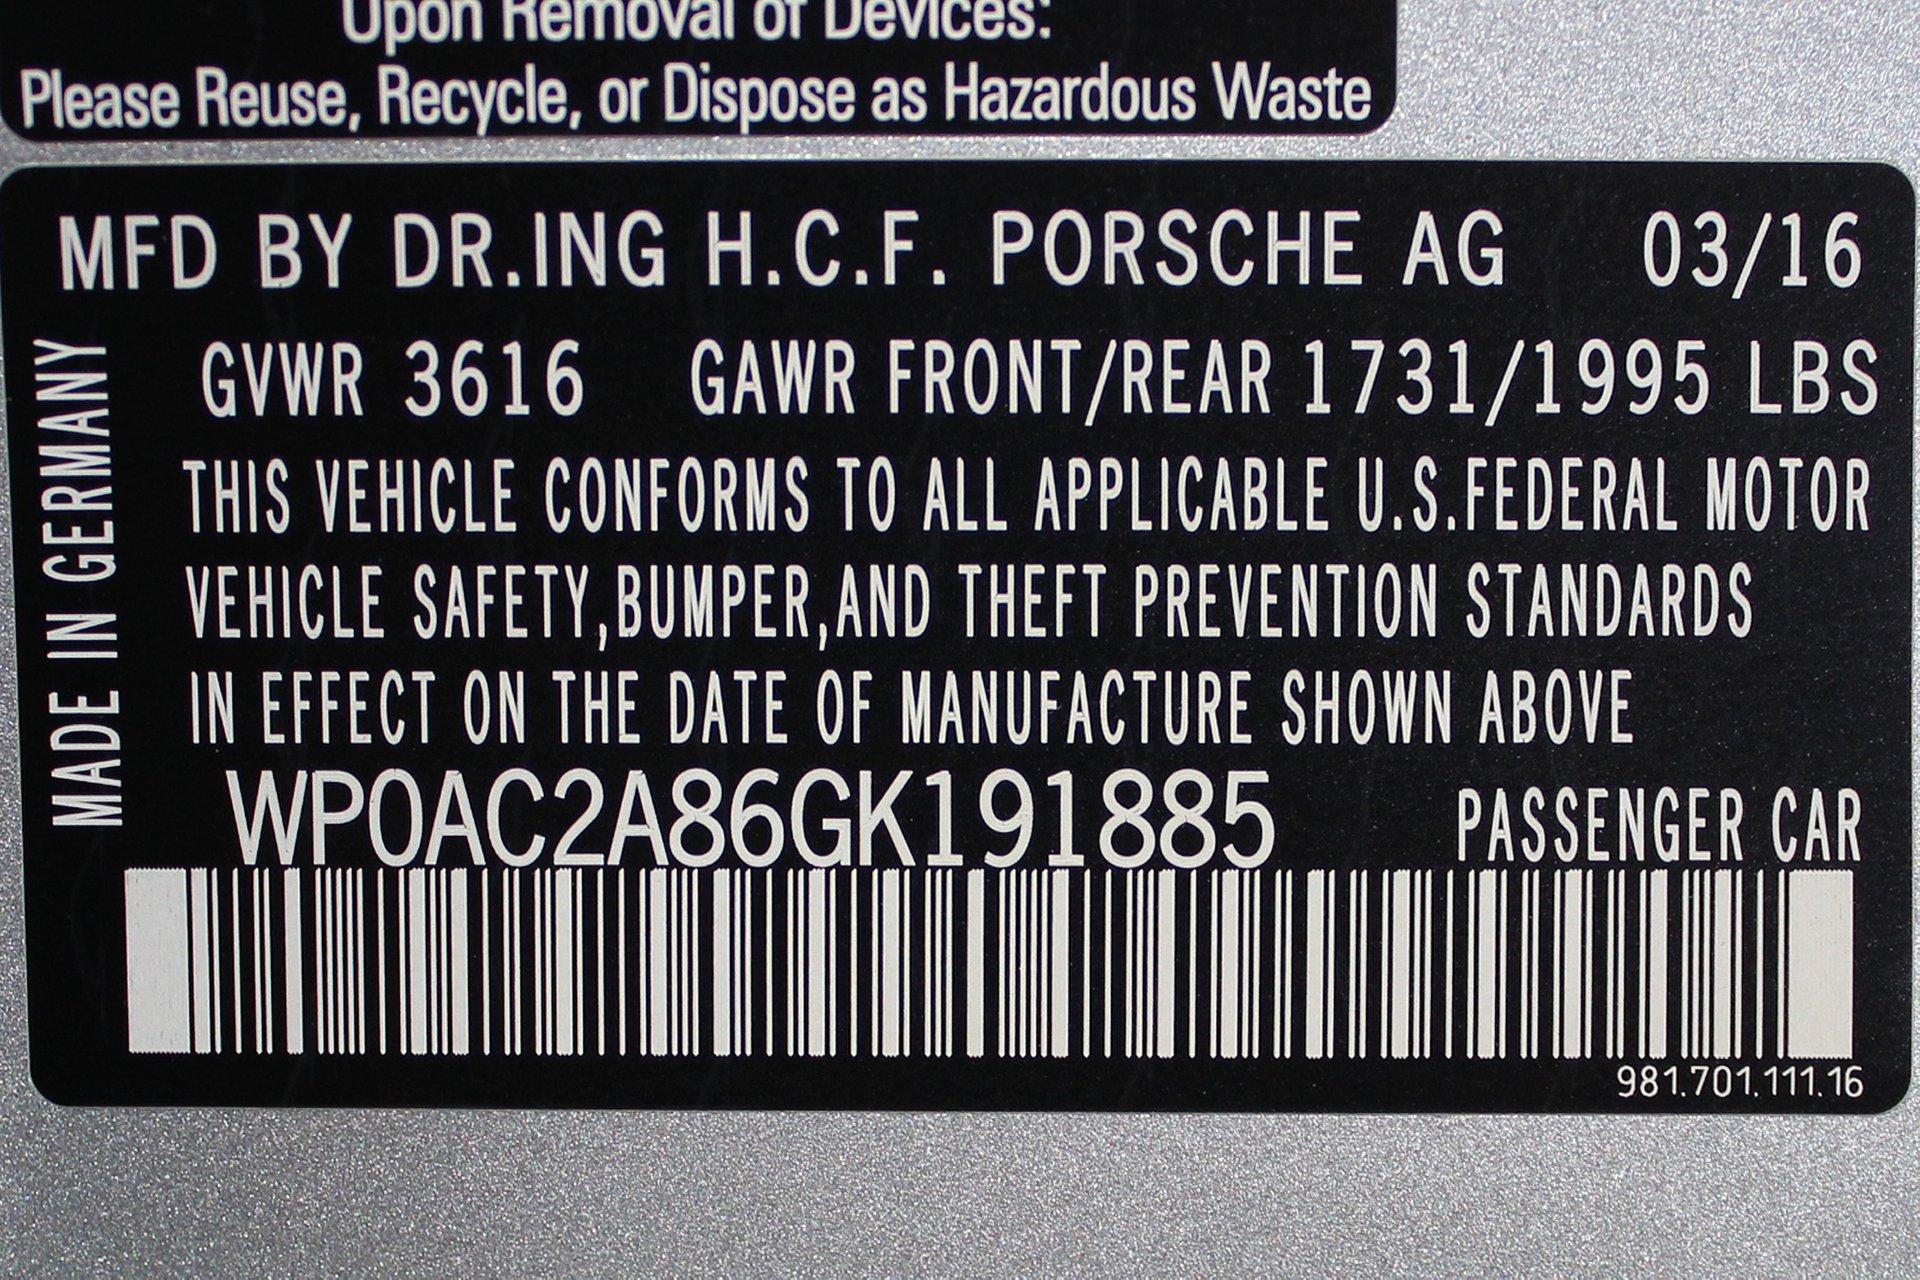 Upon Removal of Devices:
Please Reuse, Recycle, or Dispose as Hazardous Waste
MFD BY DR.ING H.C.F. PORSCHE AG 03/16
GVWR 3616 GAWR FRONT/REAR 1731/1995 LBS
THIS VEHICLE CONFORMS TO ALL APPLICABLE U.S.FEDERAL MOTOR
VEHICLE SAFETY,BUMPER,AND THEFT PREVENTION STANDARDS
IN EFFECT ON THE DATE OF MANUFACTURE SHOWN ABOVE
WP0AC2A86GK191885 PASSENGER CAR
981.701.111.16
MADE IN GERMANY